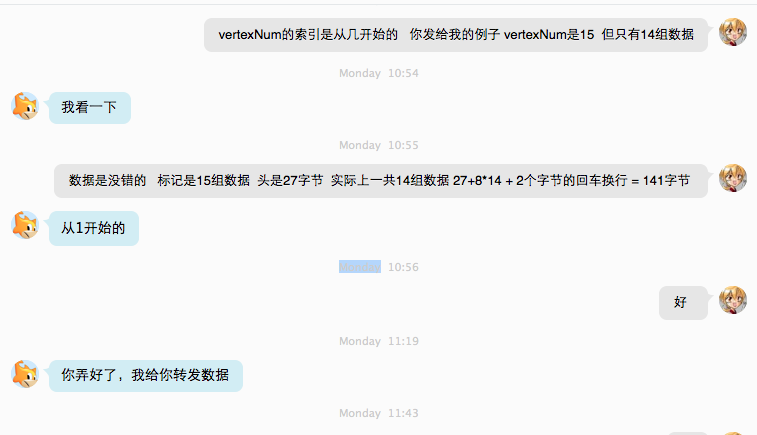 vertexNum的索引是从几开始的 你发给我的例子 vertexNum是15 但只有14组数据
Monday 10:54
我看一下
Monday 10:55
数据是没错的 标记是15组数据 头是27字节 实际上一共14组数据 27+8*14 + 2个字节的回车换行 = 141字节
从1开始的
Monday 10:56
好
Monday 11:19
你弄好了，我给你转发数据
Monday 11:43